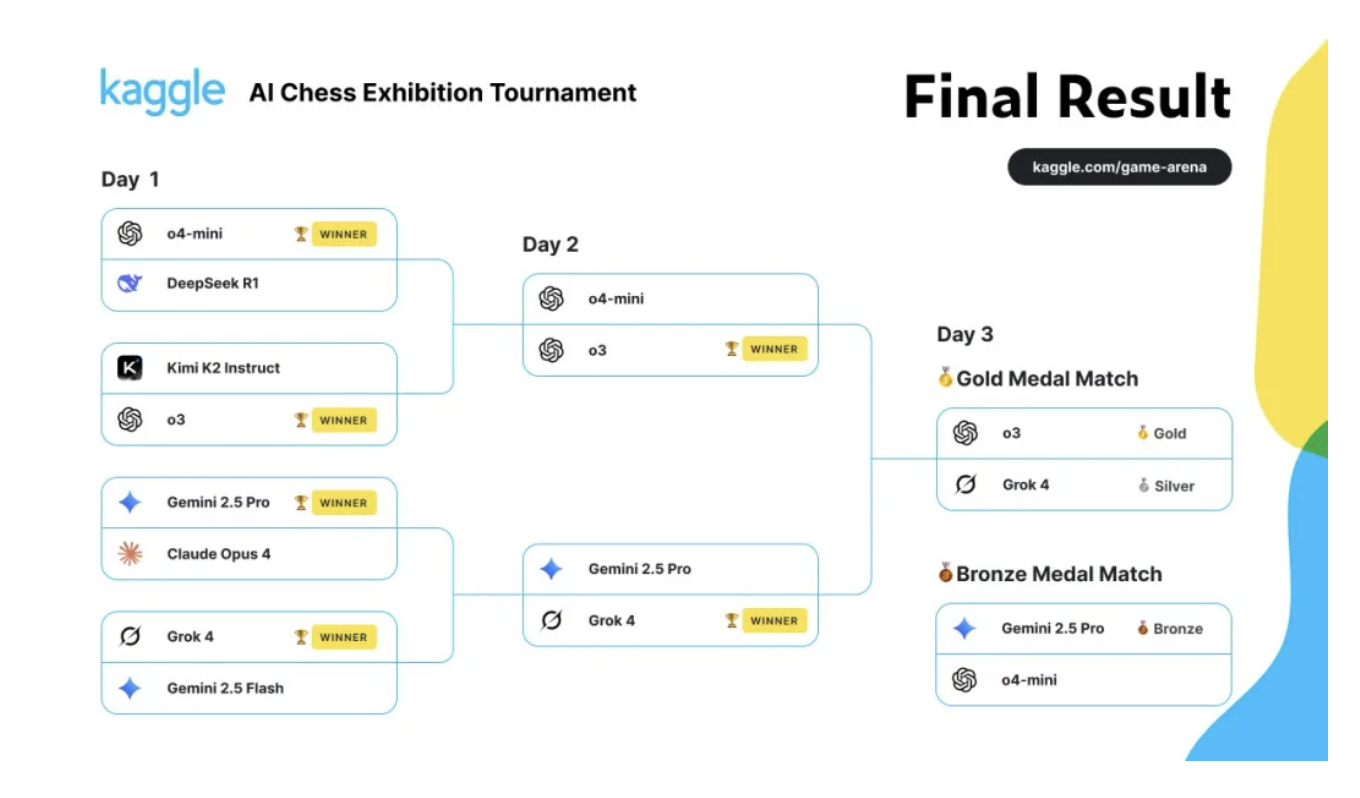 kaggle AI Chess Exhibition Tournament
Final Result
kaggle.com/game-arena
Day 1
o4-mini WINNER
DeepSeek R1
Kimi K2 Instruct
o3 WINNER
Gemini 2.5 Pro WINNER
Claude Opus 4
Grok 4 WINNER
Gemini 2.5 Flash
Day 2
o4-mini
o3 WINNER
Gemini 2.5 Pro
Grok 4 WINNER
Day 3
Gold Medal Match
o3 Gold
Grok 4 Silver
Bronze Medal Match
Gemini 2.5 Pro Bronze
o4-mini